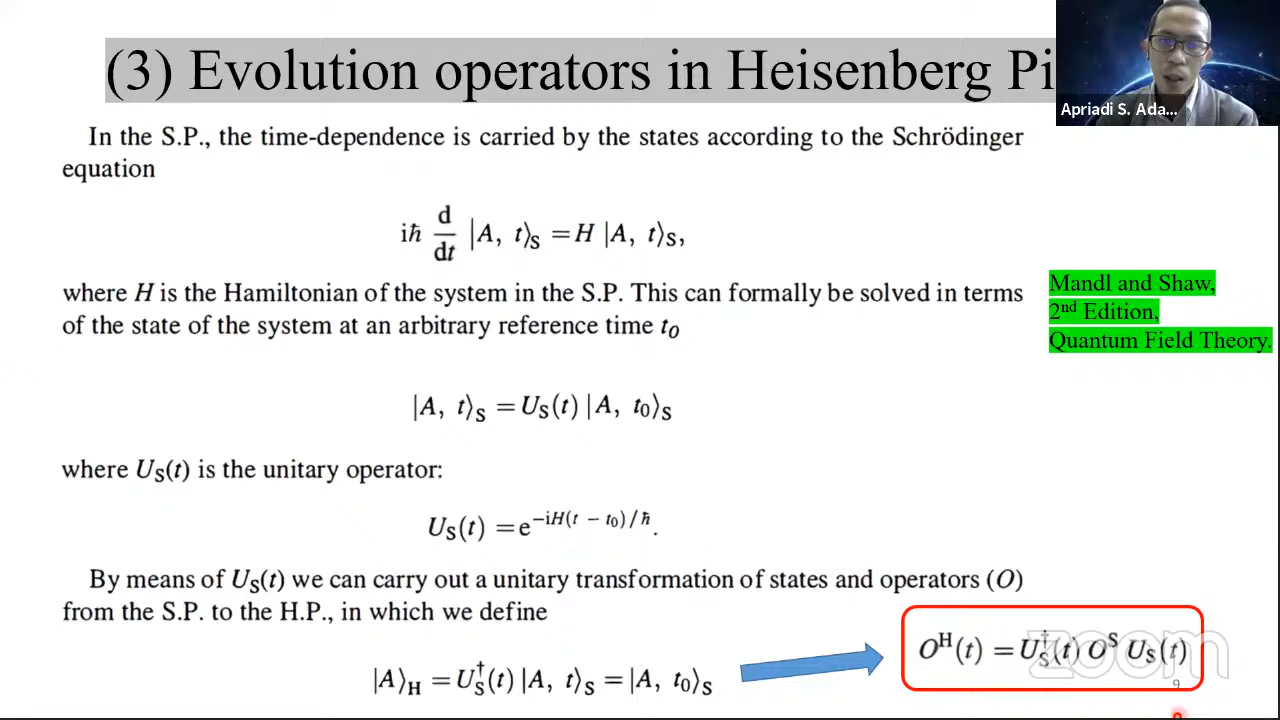 (3) Evolution operators in Heisenberg Pi
Apriadi S. Ada...
In the S.P., the time-dependence is carried by the states according to the Schrödinger
equation
iħ d/dt |A, t⟩S = H |A, t⟩S,
where H is the Hamiltonian of the system in the S.P. This can formally be solved in terms
of the state of the system at an arbitrary reference time t0
Mandl and Shaw,
2nd Edition,
Quantum Field Theory.
|A, t⟩S = US(t) |A, t0⟩S
where US(t) is the unitary operator:
US(t) = e−iH(t − t0)/ħ.
By means of US(t) we can carry out a unitary transformation of states and operators (O)
from the S.P. to the H.P., in which we define
OH(t) = US†(t) OS US(t)
zoom
|A⟩H = US†(t) |A, t⟩S = |A, t0⟩S
9